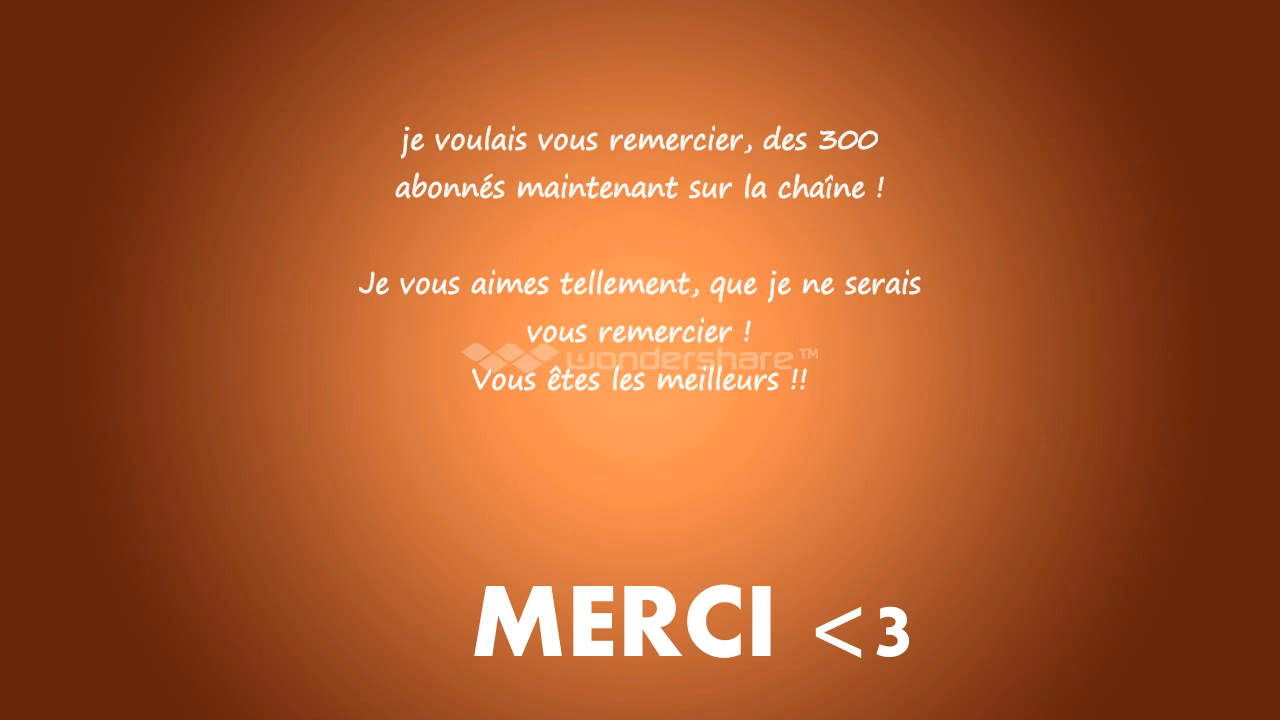 je voulais vous remercier, des 300
abonnés maintenant sur la chaîne !
Je vous aimes tellement, que je ne serais
vous remercier !
wondershare™
Vous êtes les meilleurs !!
MERCI <3